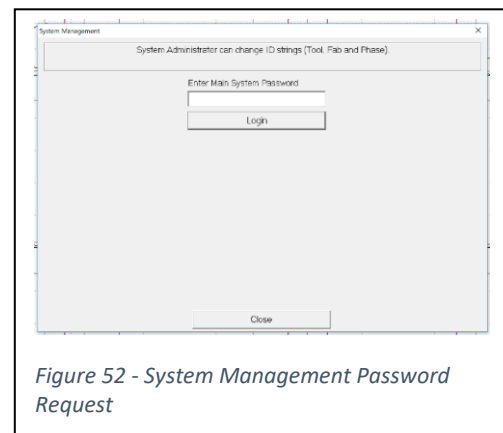 System Management
System Administrator can change ID strings (Tool, Fab and Phase).
Enter Main System Password
Login
Close
Figure 52 - System Management Password
Request